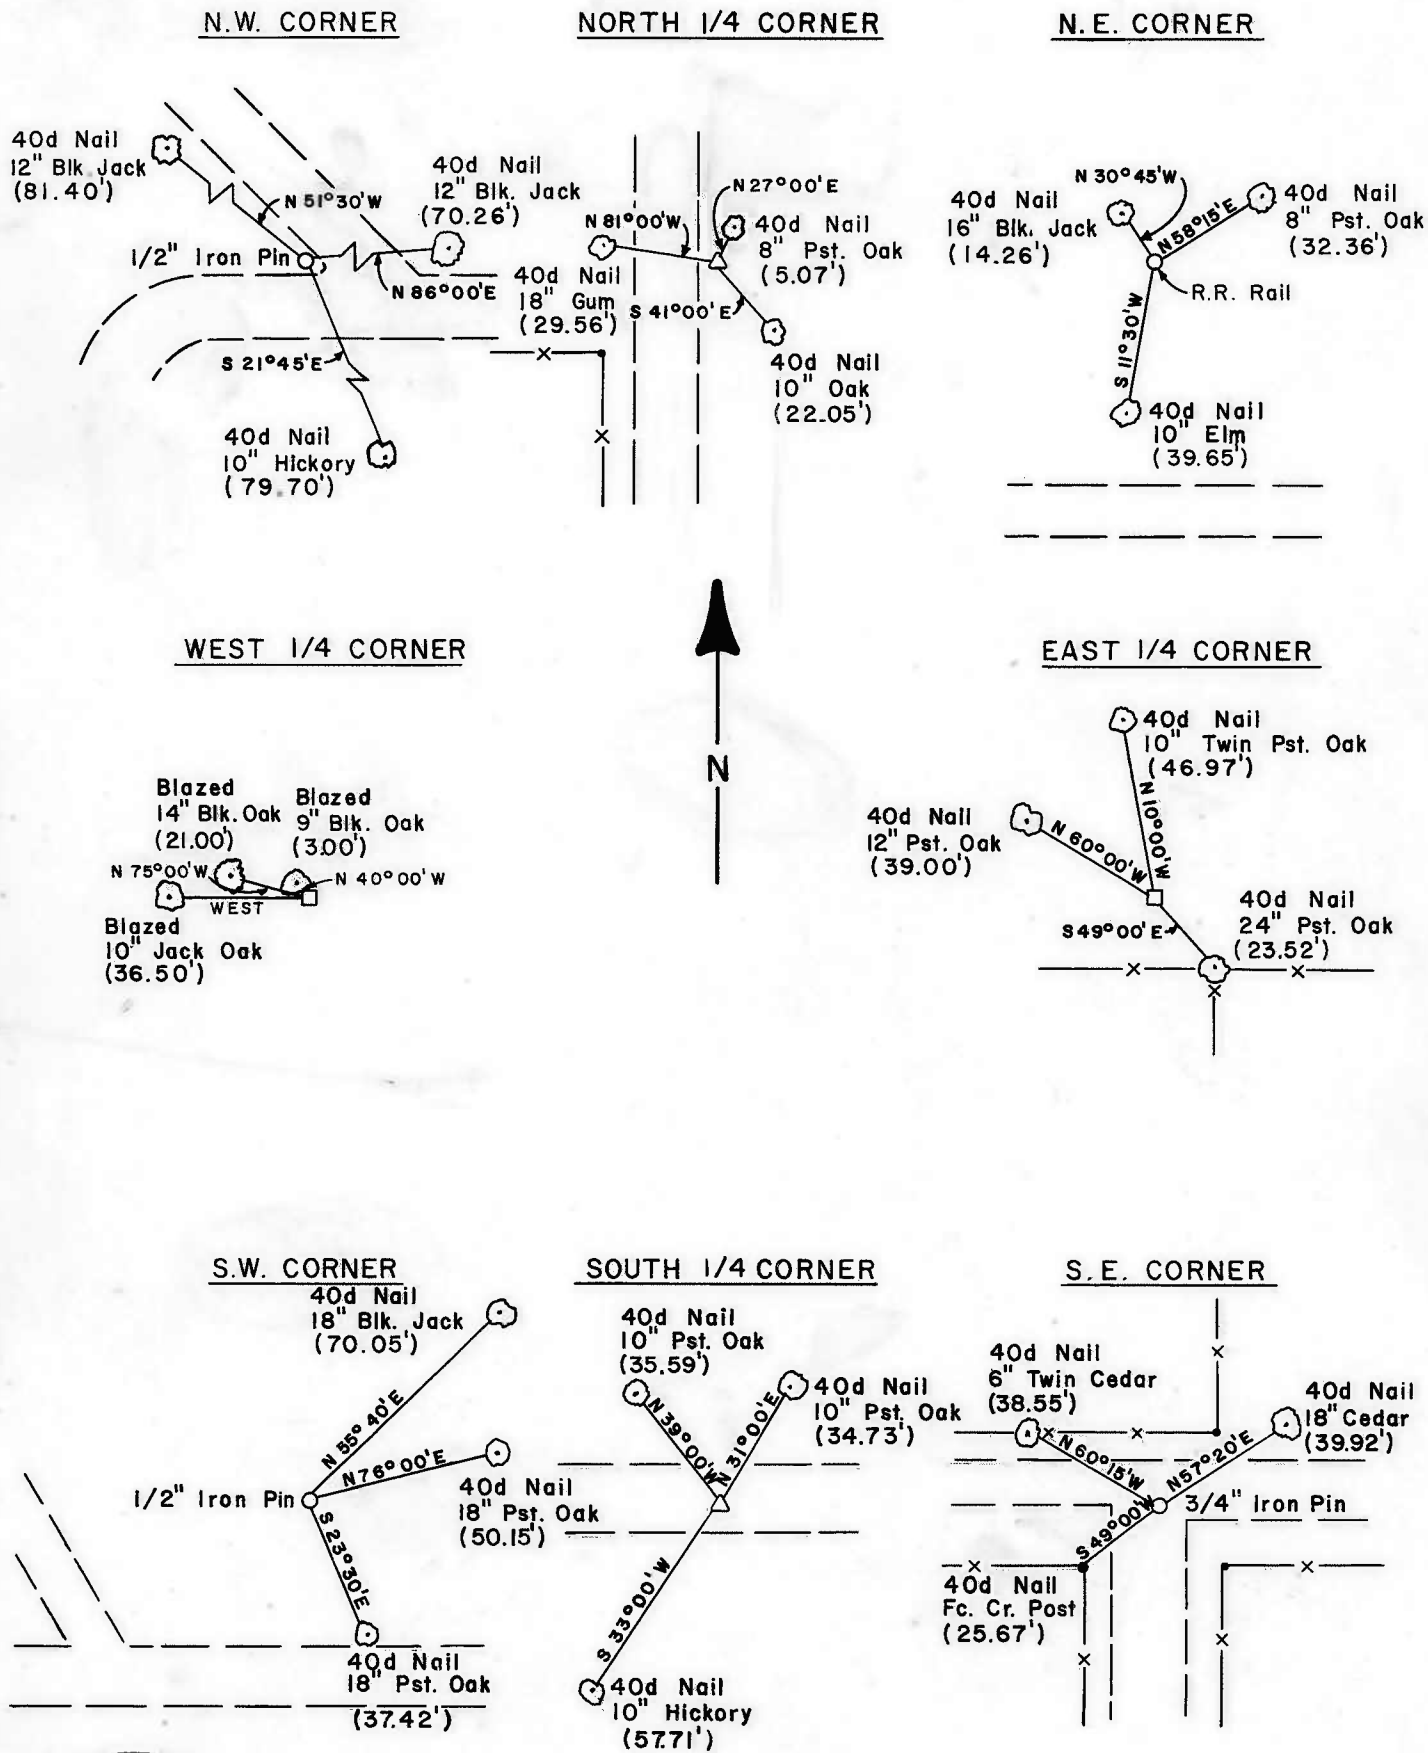 N.W. CORNER
40d Nail
12" Blk. Jack
(81.40')
N 51°30'W
40d Nail
12" Blk. Jack
(70.26')
1/2" Iron Pin
N 86°00'E
S 21°45'E
40d Nail
10" Hickory
(79.70')
NORTH 1/4 CORNER
N 27°00'E
N 81°00'W
40d Nail
8" Pst. Oak
(5.07')
40d Nail
18" Gum
(29.56')
S 41°00'E
40d Nail
10" Oak
(22.05')
N.E. CORNER
N 30°45'W
40d Nail
16" Blk. Jack
(14.26')
N58°15'E
40d Nail
8" Pst. Oak
(32.36')
R.R. Rail
S 11°30'W
40d Nail
10" Elm
(39.65')
WEST 1/4 CORNER
Blazed
14" Blk. Oak
(21.00')
Blazed
9" Blk. Oak
(3.00')
N 75°00'W
N 40°00'W
WEST
Blazed
10" Jack Oak
(36.50')
N
EAST 1/4 CORNER
40d Nail
10" Twin Pst. Oak
(46.97')
N 10°00'W
40d Nail
12" Pst. Oak
(39.00')
N 60°00'W
S49°00'E
40d Nail
24" Pst. Oak
(23.52')
S.W. CORNER
40d Nail
18" Blk. Jack
(70.05')
N 55°40'E
N76°00'E
1/2" Iron Pin
40d Nail
18" Pst. Oak
(50.15')
S 23°30'E
40d Nail
18" Pst. Oak
(37.42')
SOUTH 1/4 CORNER
40d Nail
10" Pst. Oak
(35.59')
N39°00'W
N 31°00'E
40d Nail
10" Pst. Oak
(34.73')
S 33°00'W
40d Nail
10" Hickory
(57.71')
S.E. CORNER
40d Nail
6" Twin Cedar
(38.55')
40d Nail
18" Cedar
(39.92')
N 60°15'W
N57°20'E
3/4" Iron Pin
S49°00'W
40d Nail
Fc. Cr. Post
(25.67')